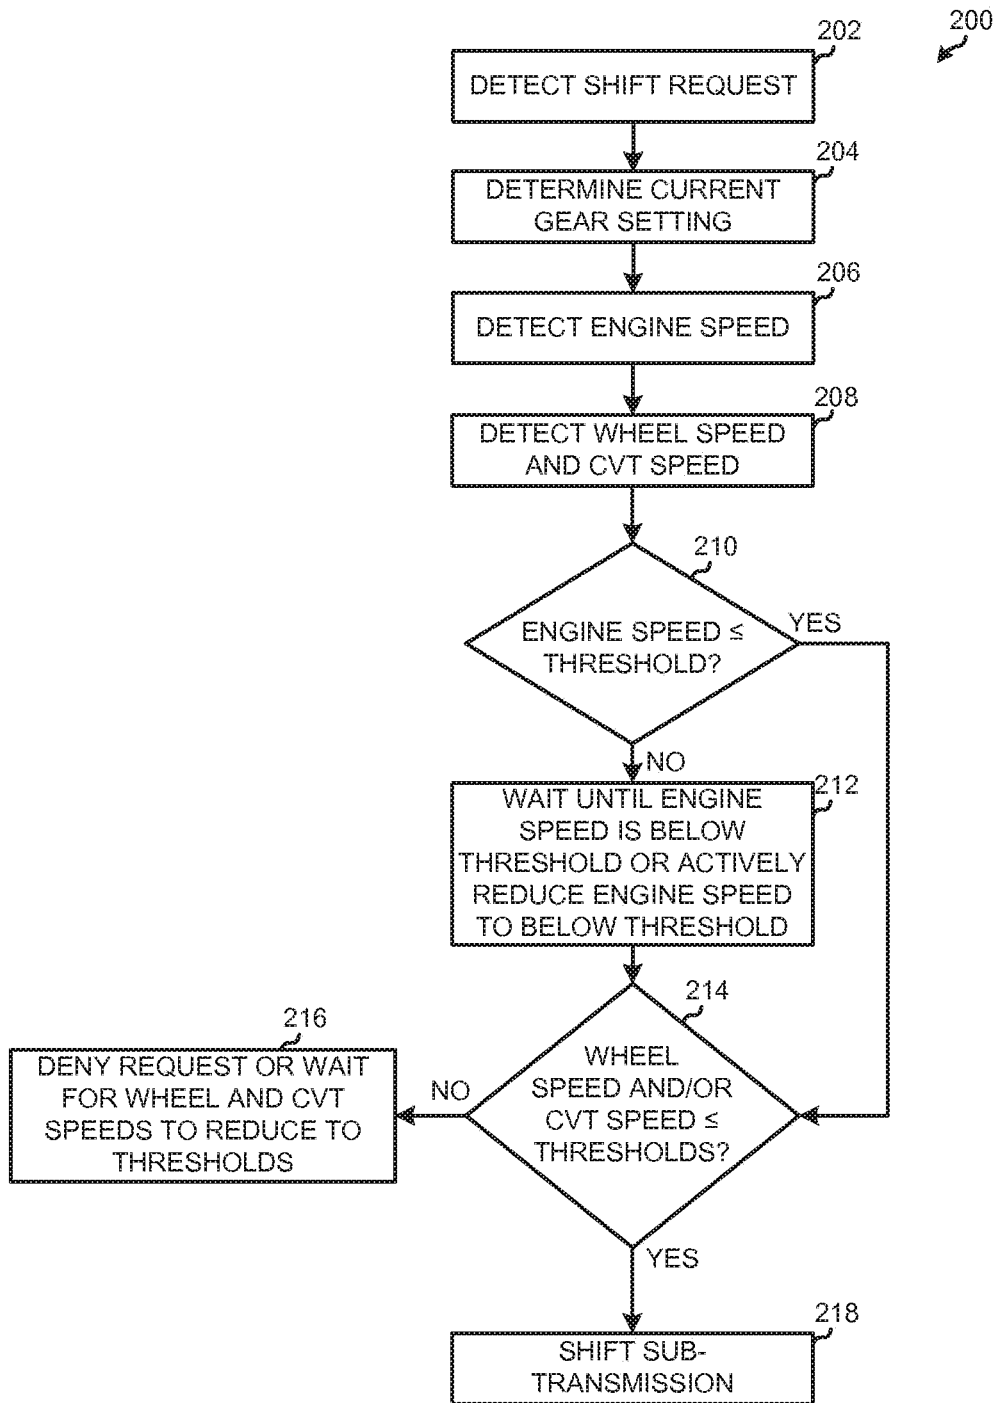 200
202
DETECT SHIFT REQUEST
204
DETERMINE CURRENT
GEAR SETTING
206
DETECT ENGINE SPEED
208
DETECT WHEEL SPEED
AND CVT SPEED
210
ENGINE SPEED ≤
THRESHOLD?
YES
NO
212
WAIT UNTIL ENGINE
SPEED IS BELOW
THRESHOLD OR ACTIVELY
REDUCE ENGINE SPEED
TO BELOW THRESHOLD
214
WHEEL
SPEED AND/OR
CVT SPEED ≤
THRESHOLDS?
NO
216
DENY REQUEST OR WAIT
FOR WHEEL AND CVT
SPEEDS TO REDUCE TO
THRESHOLDS
YES
218
SHIFT SUB-
TRANSMISSION